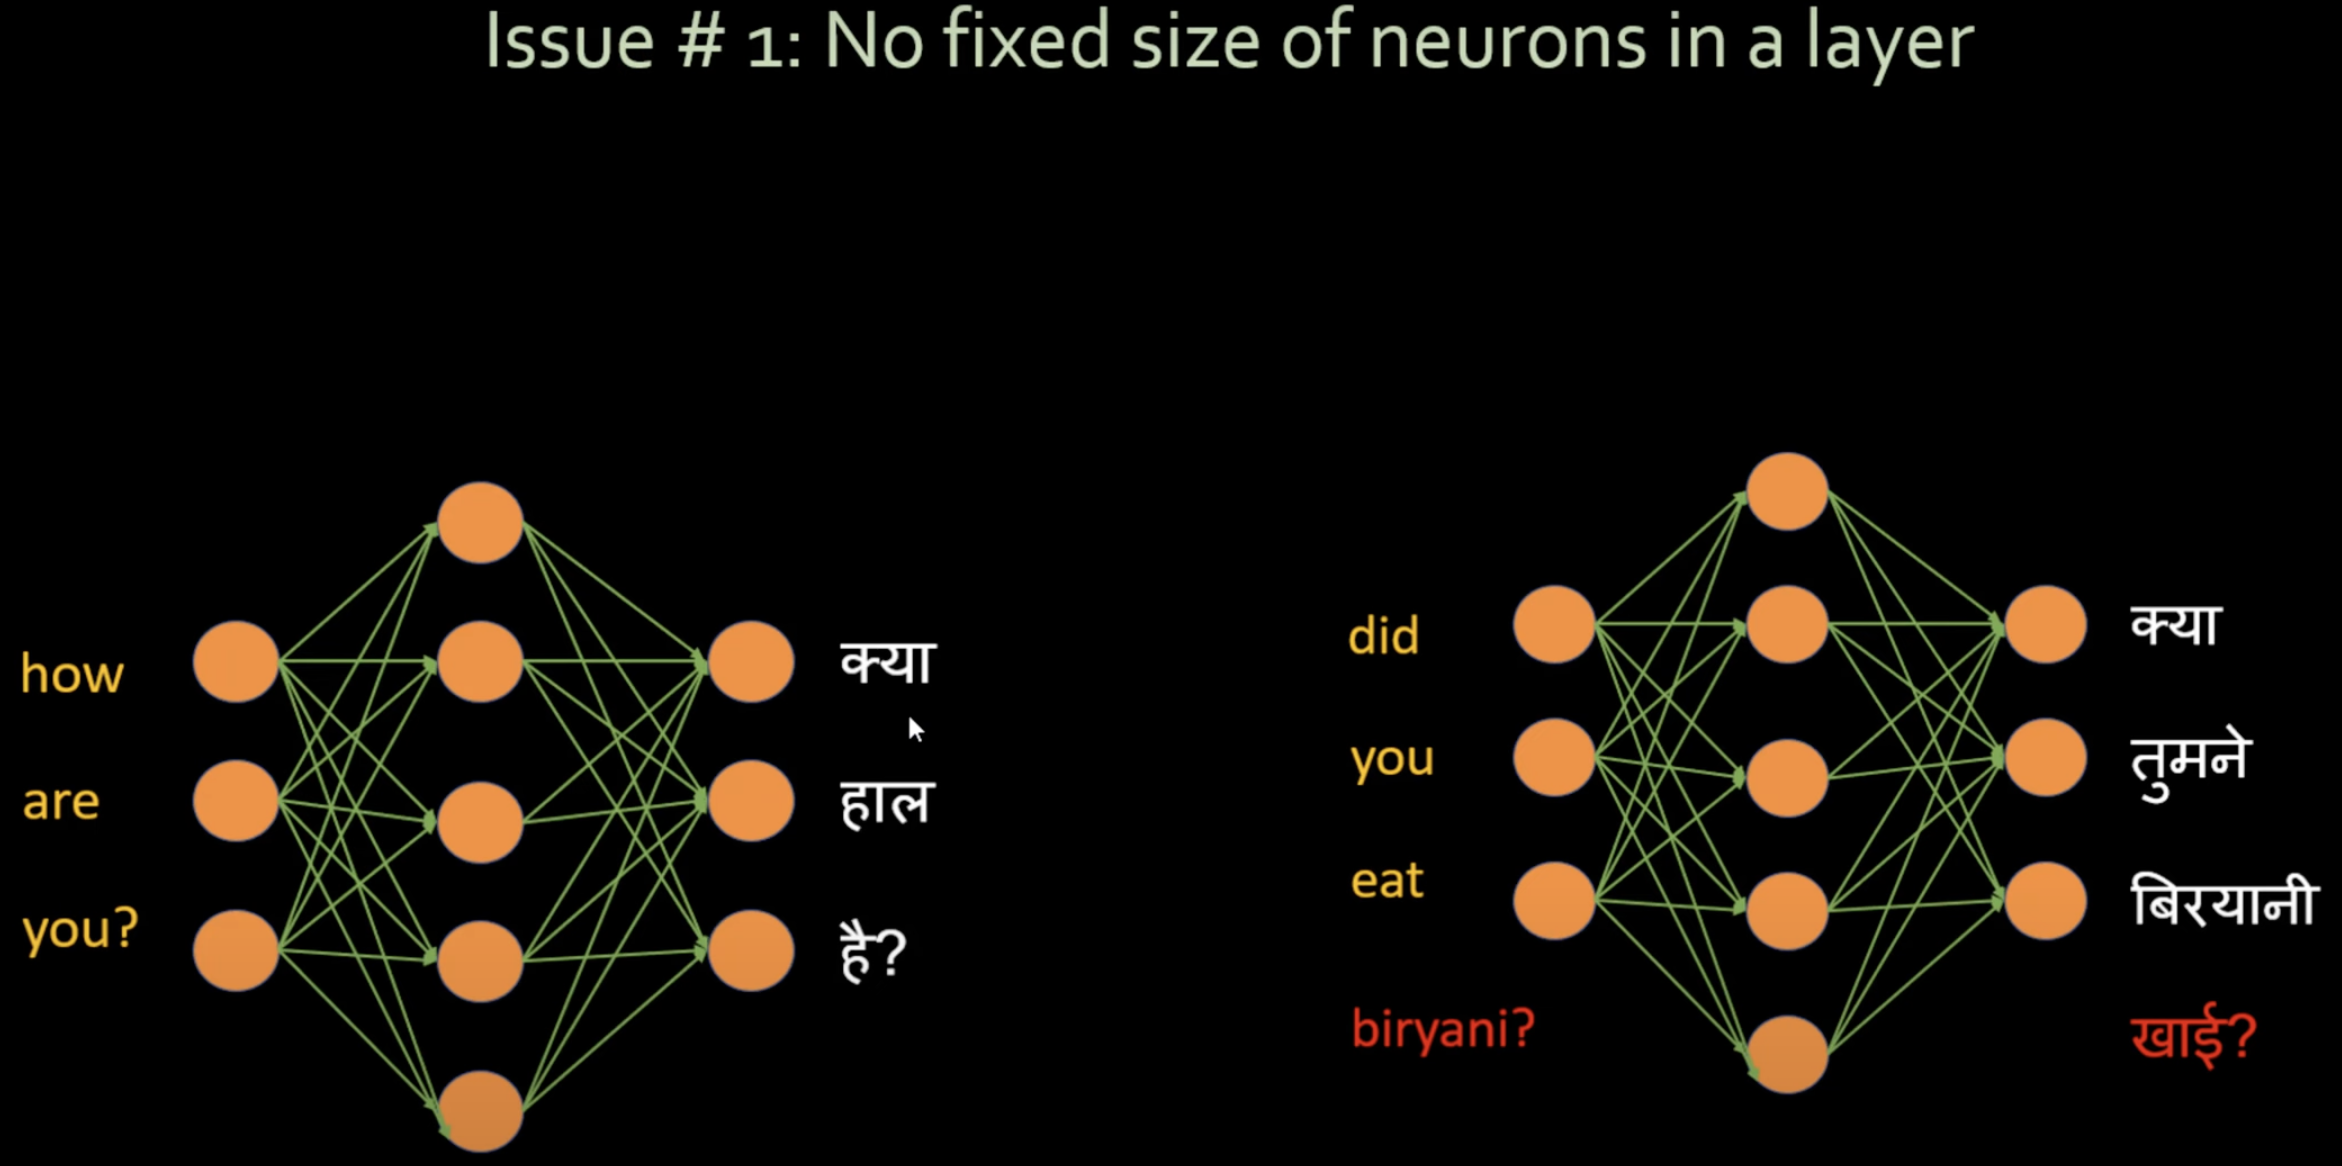 Issue # 1: No fixed size of neurons in a layer
how
are
you?
क्या
हाल
है?
did
you
eat
biryani?
क्या
तुमने
बिरयानी
खाई?